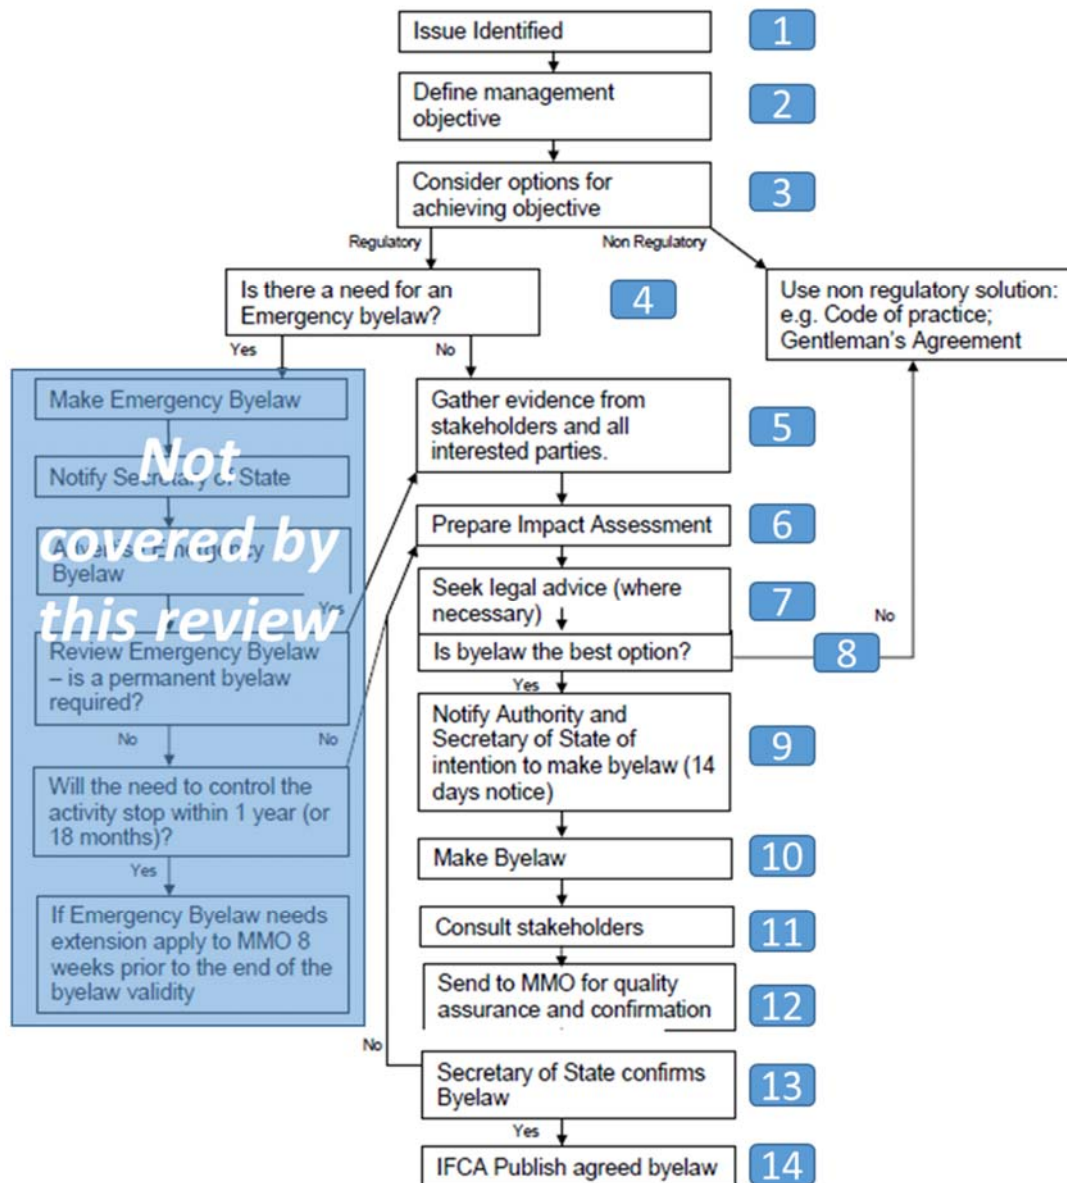 Issue Identified
1
Define management
objective
2
Consider options for
achieving objective
3
Regulatory
Non Regulatory
Is there a need for an
Emergency byelaw?
4
Use non regulatory solution:
e.g. Code of practice;
Gentleman's Agreement
Yes
No
Make Emergency Byelaw
Notify Secretary of State
Advertise Emergency
Byelaw
Yes
Review Emergency Byelaw
– is a permanent byelaw
required?
No
No
Will the need to control the
activity stop within 1 year (or
18 months)?
Yes
If Emergency Byelaw needs
extension apply to MMO 8
weeks prior to the end of the
byelaw validity
Not
covered by
this review
Gather evidence from
stakeholders and all
interested parties.
5
Prepare Impact Assessment
6
Seek legal advice (where
necessary)
7
Is byelaw the best option?
8
No
Yes
Notify Authority and
Secretary of State of
intention to make byelaw (14
days notice)
9
Make Byelaw
10
Consult stakeholders
11
Send to MMO for quality
assurance and confirmation
12
No
Secretary of State confirms
Byelaw
13
Yes
IFCA Publish agreed byelaw
14